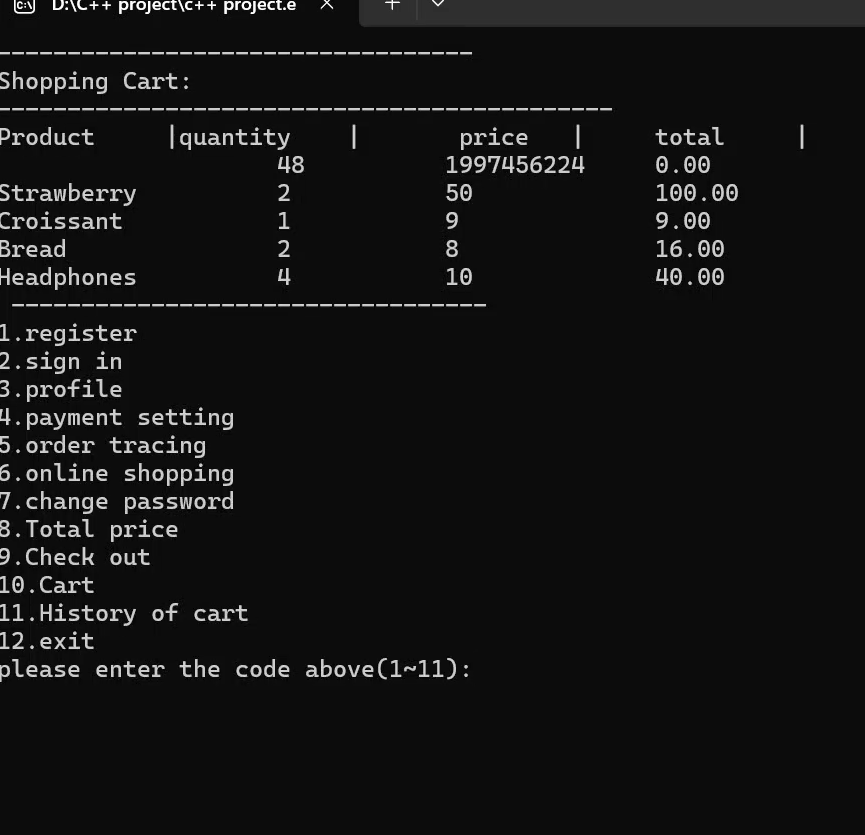 D:\C++ project\c++ project.e
-----------------------------------
Shopping Cart:
--------------------------------------------
Product |quantity | price | total |
48 1997456224 0.00
Strawberry 2 50 100.00
Croissant 1 9 9.00
Bread 2 8 16.00
Headphones 4 10 40.00
-----------------------------------
1.register
2.sign in
3.profile
4.payment setting
5.order tracing
6.online shopping
7.change password
8.Total price
9.Check out
10.Cart
11.History of cart
12.exit
please enter the code above(1~11):